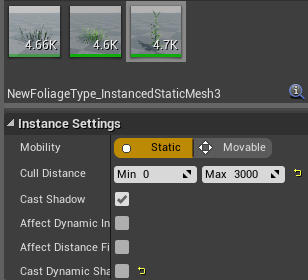 4.66K 4.6K 4.7K
NewFoliageType_InstancedStaticMesh3
Instance Settings
Mobility Static Movable
Cull Distance Min 0 Max 3000
Cast Shadow
Affect Dynamic In
Affect Distance Fi
Cast Dynamic Sha